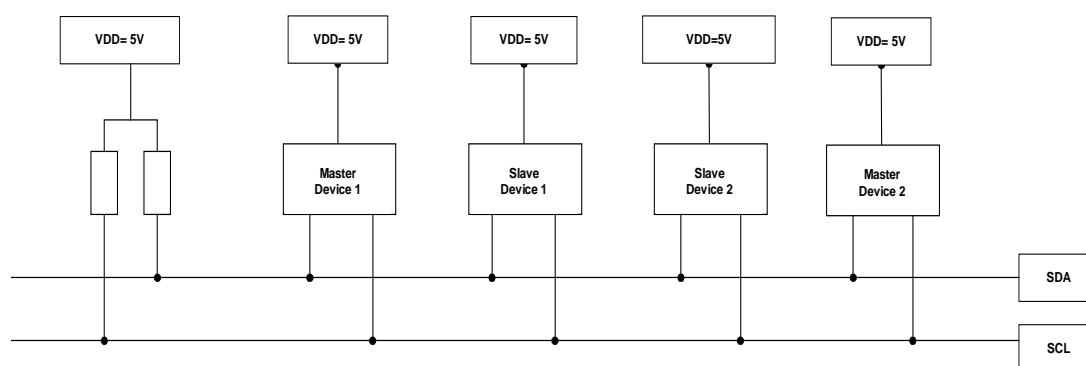 VDD= 5V
VDD= 5V
VDD= 5V
VDD=5V
VDD= 5V
Master
Device 1
Slave
Device 1
Slave
Device 2
Master
Device 2
SDA
SCL